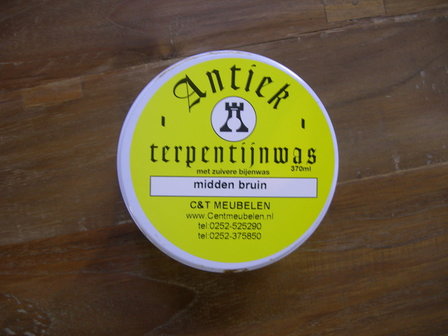 Antiek
terpentijnwas
met zuivere bijenwas 370ml
midden bruin
C&T MEUBELEN
www.Centmeubelen.nl
tel:0252-525290
tel:0252-375850